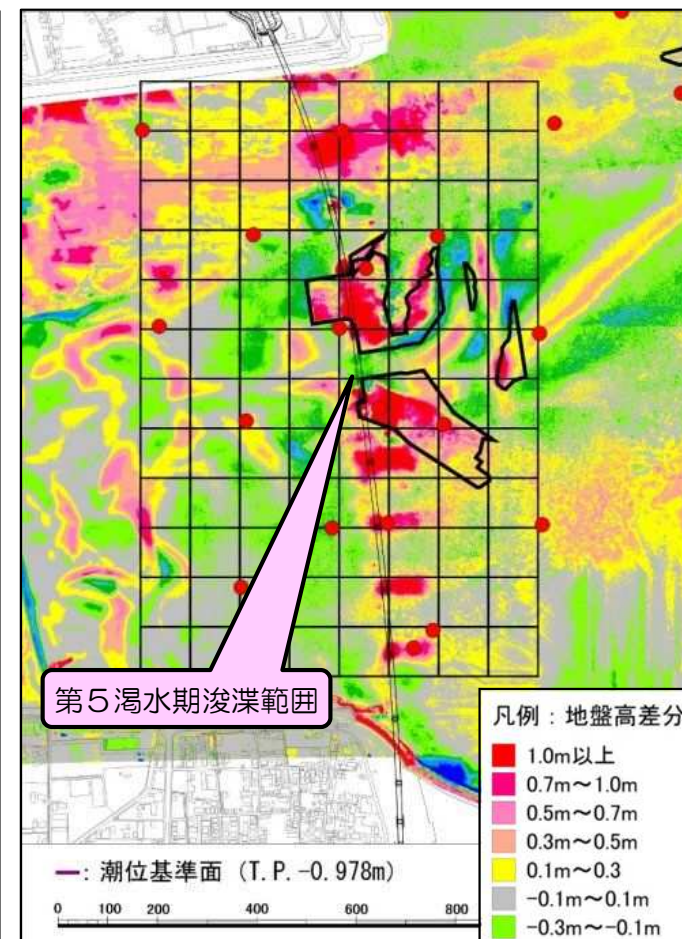 第5渇水期浚渫範囲
凡例：地盤高差分
1.0m以上
0.7m～1.0m
0.5m～0.7m
0.3m～0.5m
0.1m～0.3
-0.1m～0.1m
-0.3m～-0.1m
━: 潮位基準面 (T.P.-0.978m)
0 100 200 400 600 800